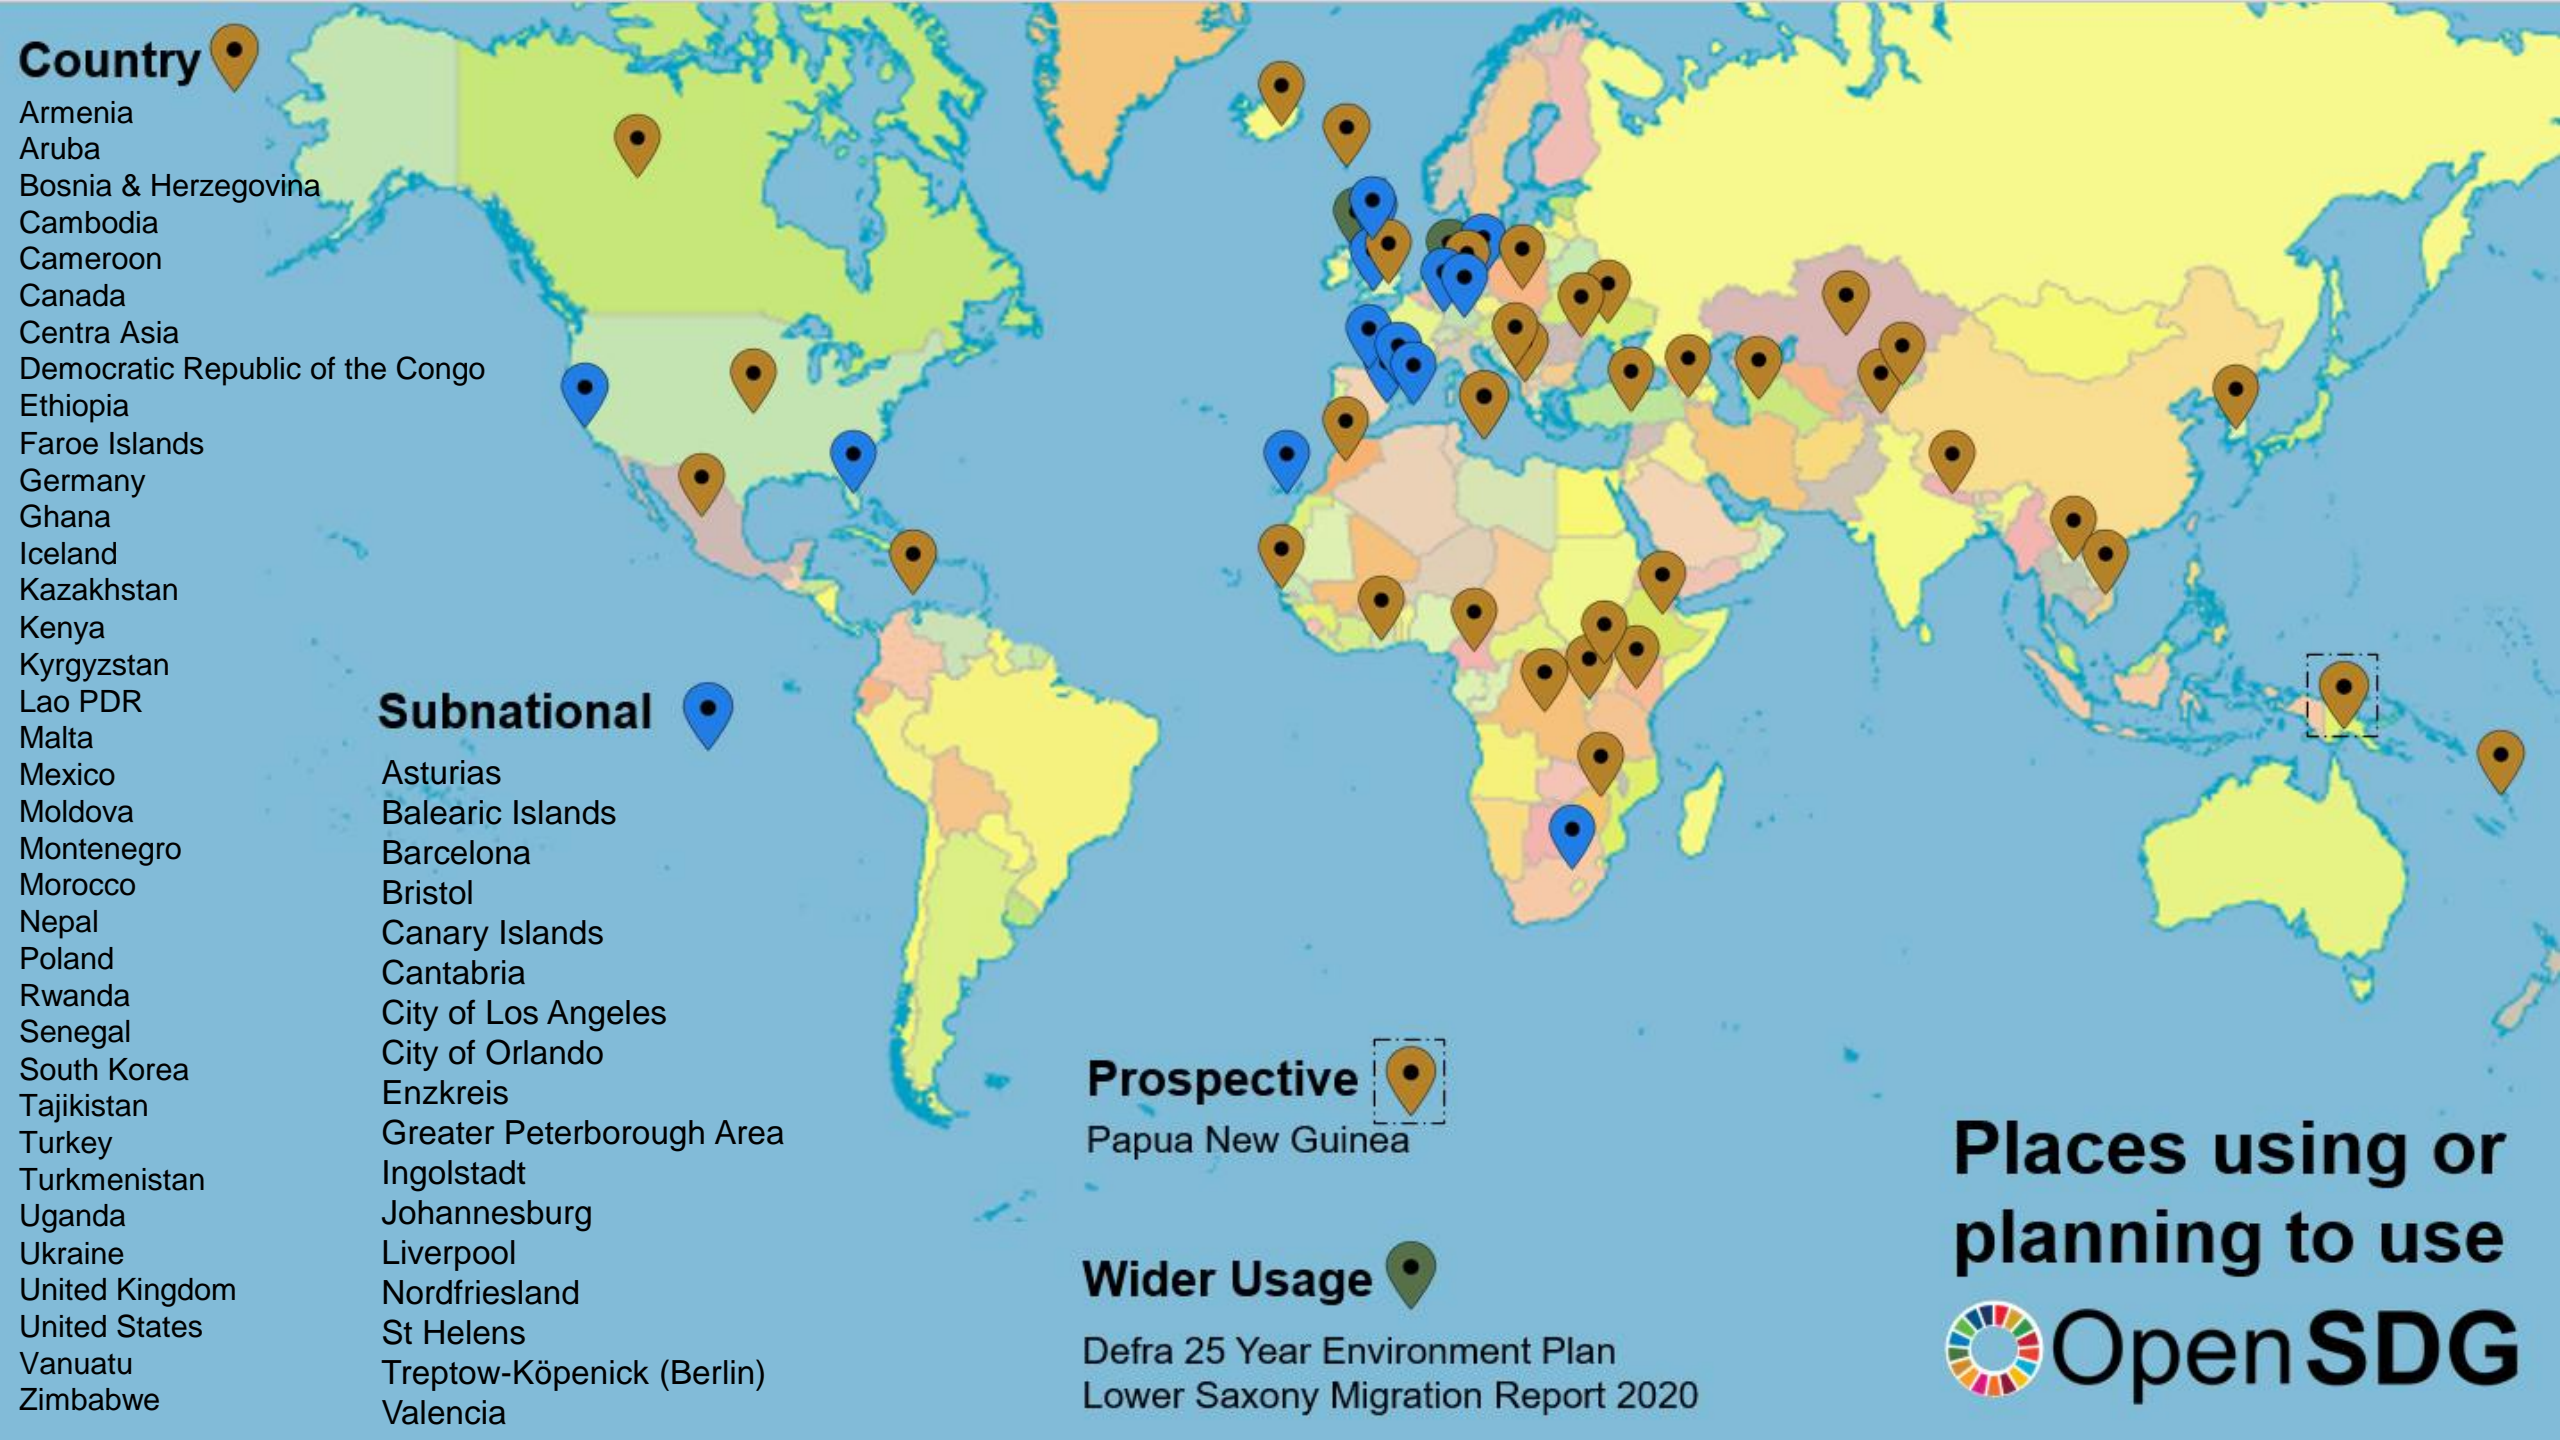 Country
Armenia
Aruba
Bosnia & Herzegovina
Cambodia
Cameroon
Canada
Centra Asia
Democratic Republic of the Congo
Ethiopia
Faroe Islands
Germany
Ghana
Iceland
Kazakhstan
Kenya
Kyrgyzstan
Lao PDR
Malta
Mexico
Moldova
Montenegro
Morocco
Nepal
Poland
Rwanda
Senegal
South Korea
Tajikistan
Turkey
Turkmenistan
Uganda
Ukraine
United Kingdom
United States
Vanuatu
Zimbabwe
Subnational
Asturias
Balearic Islands
Barcelona
Bristol
Canary Islands
Cantabria
City of Los Angeles
City of Orlando
Enzkreis
Greater Peterborough Area
Ingolstadt
Johannesburg
Liverpool
Nordfriesland
St Helens
Treptow-Köpenick (Berlin)
Valencia
Prospective
Papua New Guinea
Wider Usage
Defra 25 Year Environment Plan
Lower Saxony Migration Report 2020
Places using or
planning to use
Open SDG